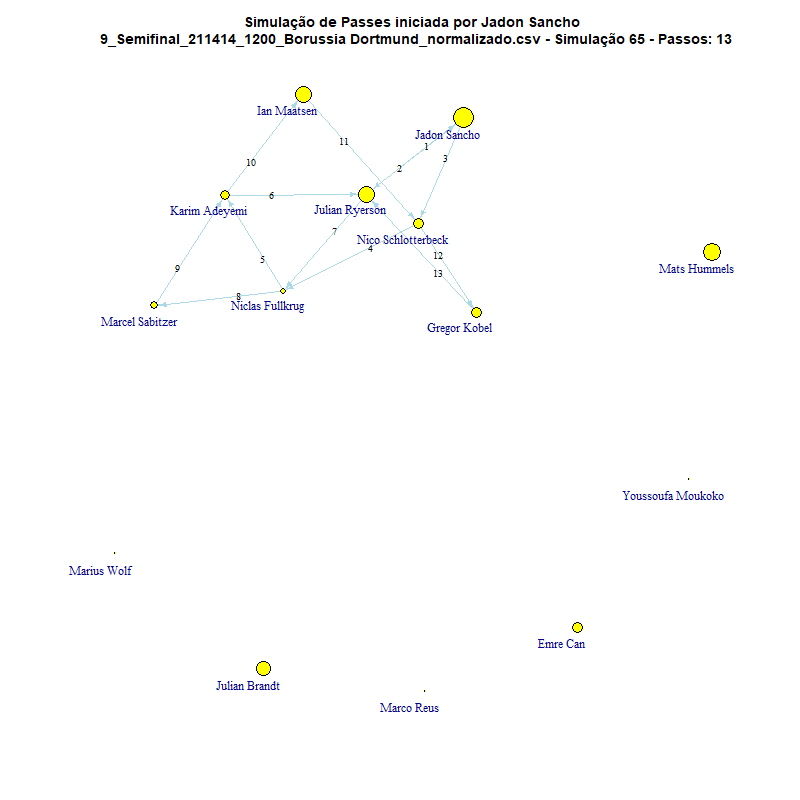 Simulação de Passes iniciada por Jadon Sancho
9_Semifinal_211414_1200_Borussia Dortmund_normalizado.csv - Simulação 65 - Passos: 13
Ian Maatsen
Jadon Sancho
11
1
2
3
10
6
Karim Adeyemi
Julian Ryerson
7
Nico Schlotterbeck
4
12
5
9
13
Mats Hummels
8
Niclas Fullkrug
Marcel Sabitzer
Gregor Kobel
Youssoufa Moukoko
Marius Wolf
Emre Can
Julian Brandt
Marco Reus